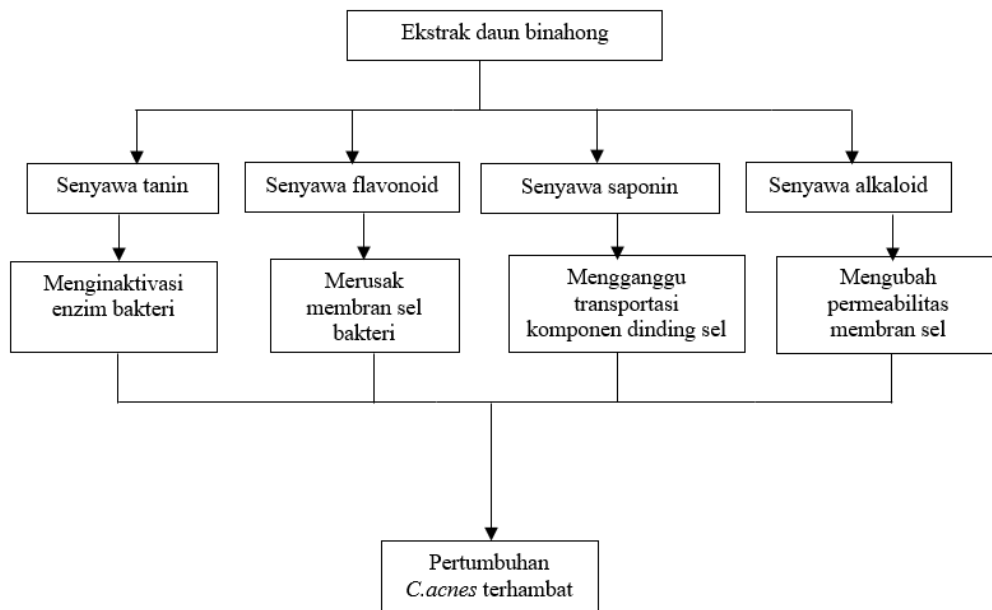 Ekstrak daun binahong
Senyawa tanin
Senyawa flavonoid
Senyawa saponin
Senyawa alkaloid
Menginaktivasi
enzim bakteri
Merusak
membran sel
bakteri
Mengganggu
transportasi
komponen dinding sel
Mengubah
permeabilitas
membran sel
Pertumbuhan
C.acnes terhambat